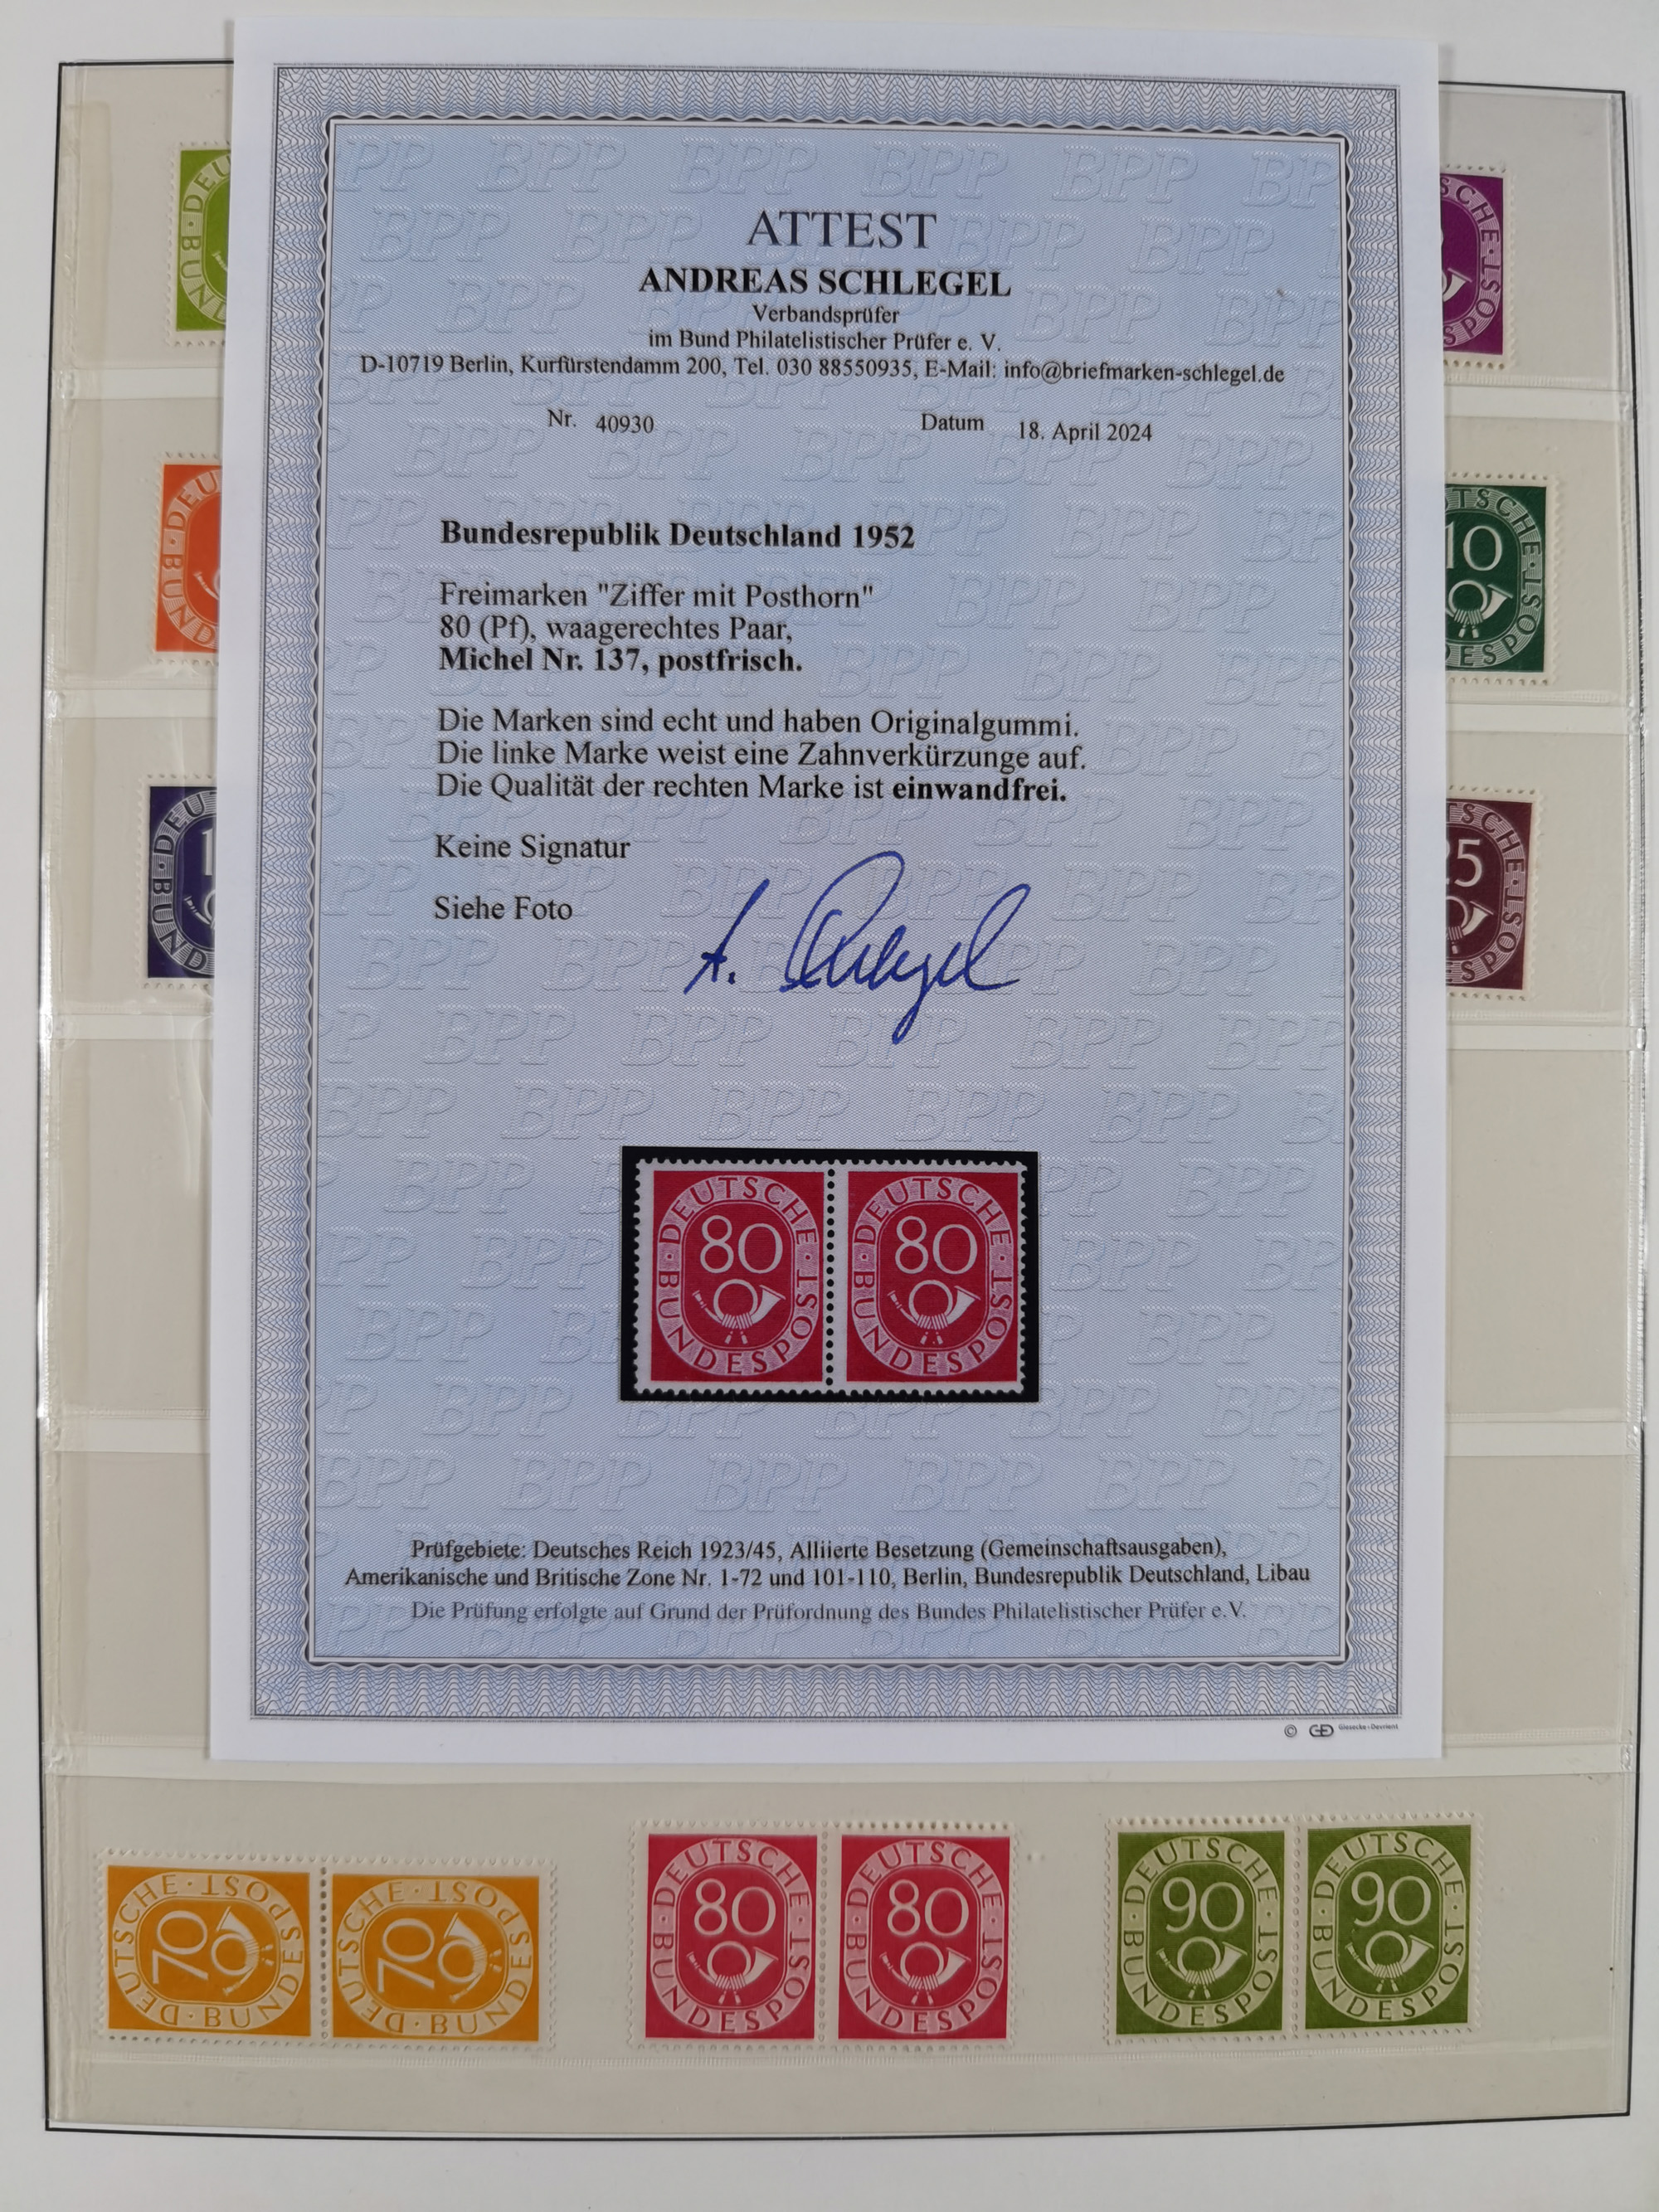 ATTEST
ANDREAS SCHLEGEL
Verbandsprüfer
im Bund Philatelistischer Prüfer e. V.
D-10719 Berlin, Kurfürstendamm 200, Tel. 030 88550935, E-Mail: info@briefmarken-schlegel.de
Nr. 40930 Datum 18. April 2024
Bundesrepublik Deutschland 1952
Freimarken "Ziffer mit Posthorn"
80 (Pf), waagerechtes Paar,
Michel Nr. 137, postfrisch.
Die Marken sind echt und haben Originalgummi.
Die linke Marke weist eine Zahnverkürzunge auf.
Die Qualität der rechten Marke ist einwandfrei.
Keine Signatur
Siehe Foto
A. Schlegel
DEUTSCHE · BUNDESPOST 80
DEUTSCHE · BUNDESPOST 80
Prüfgebiete: Deutsches Reich 1923/45, Alliierte Besetzung (Gemeinschaftsausgaben),
Amerikanische und Britische Zone Nr. 1-72 und 101-110, Berlin, Bundesrepublik Deutschland, Libau
Die Prüfung erfolgte auf Grund der Prüfordnung des Bundes Philatelistischer Prüfer e.V.
© GD Giesecke+Devrient
10
25
DEUTSCHE · BUNDESPOST 70
DEUTSCHE · BUNDESPOST 70
DEUTSCHE · BUNDESPOST 80
DEUTSCHE · BUNDESPOST 80
DEUTSCHE · BUNDESPOST 90
DEUTSCHE · BUNDESPOST 90